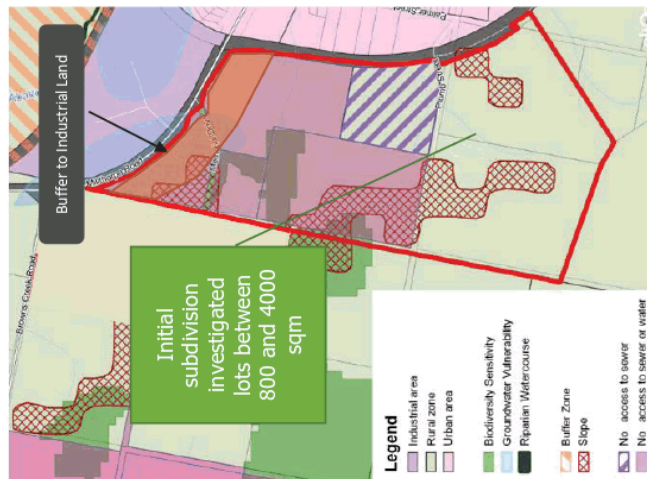 Buffer to Industrial Land
Initial
subdivision
investigated
lots between
800 and 4000
sqm
Browns Creek Road
Legend
Industrial area
Rural zone
Urban area
Biodiversity Sensitivity
Groundwater Vulnerability
Riparian Watercourse
Buffer Zone
Slope
No access to sewer
No access to sewer or water